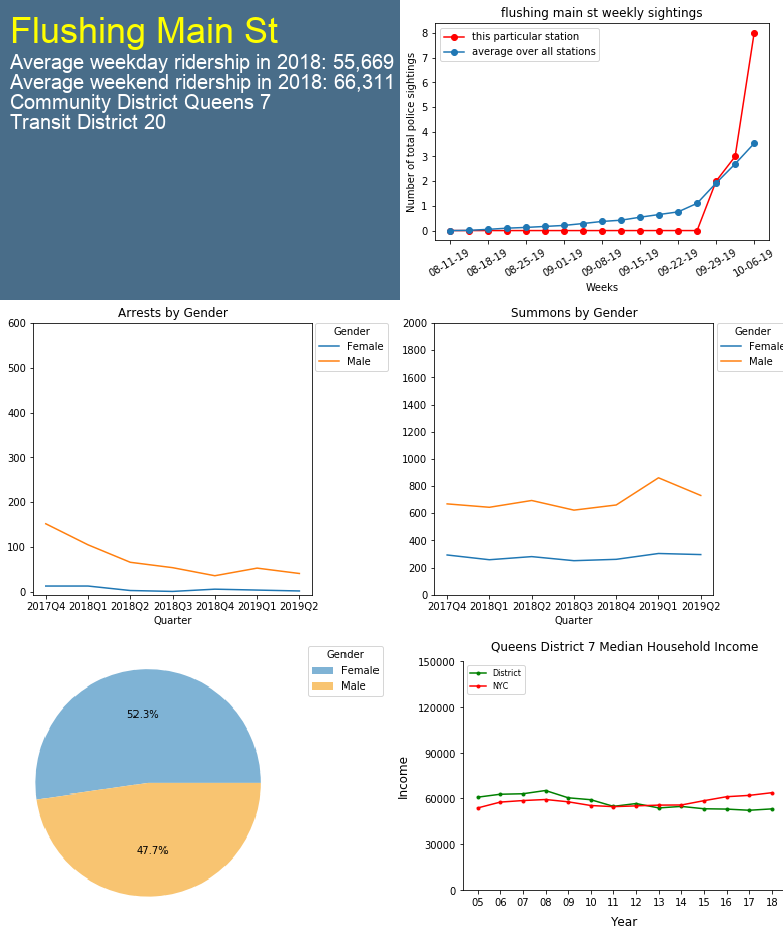 Flushing Main St
Average weekday ridership in 2018: 55,669
Average weekend ridership in 2018: 66,311
Community District Queens 7
Transit District 20
flushing main st weekly sightings
this particular station
average over all stations
Number of total police sightings
8
7
6
5
4
3
2
1
0
08-11-19 08-18-19 08-25-19 09-01-19 09-08-19 09-15-19 09-22-19 09-29-19 10-06-19
Weeks
Arrests by Gender
Gender
Female
Male
600
500
400
300
200
100
0
2017Q4 2018Q1 2018Q2 2018Q3 2018Q4 2019Q1 2019Q2
Quarter
Summons by Gender
Gender
Female
Male
2000
1800
1600
1400
1200
1000
800
600
400
200
0
2017Q4 2018Q1 2018Q2 2018Q3 2018Q4 2019Q1 2019Q2
Quarter
Gender
Female
Male
52.3%
47.7%
Queens District 7 Median Household Income
District
NYC
Income
150000
120000
90000
60000
30000
0
05 06 07 08 09 10 11 12 13 14 15 16 17 18
Year